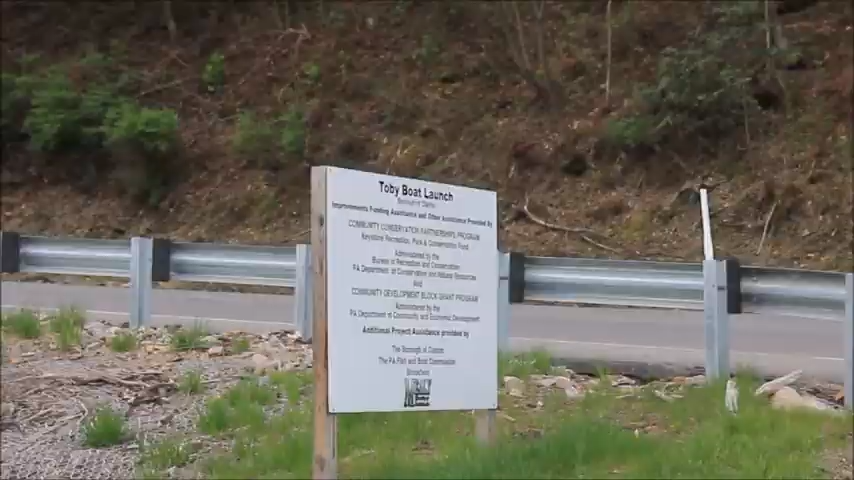 Toby Boat Launch
Borough of Clarion
Improvements Funding Assistance and Other Assistance Provided by
COMMUNITY CONSERVATION PARTNERSHIPS PROGRAM
Keystone Recreation, Park & Conservation Fund
Administered by the
Bureau of Recreation and Conservation
PA Department of Conservation and Natural Resources
And
COMMUNITY DEVELOPMENT BLOCK GRANT PROGRAM
Administered by the
PA Department of Community and Economic Development
Additional Project Assistance provided by
The Borough of Clarion
The PA Fish and Boat Commission